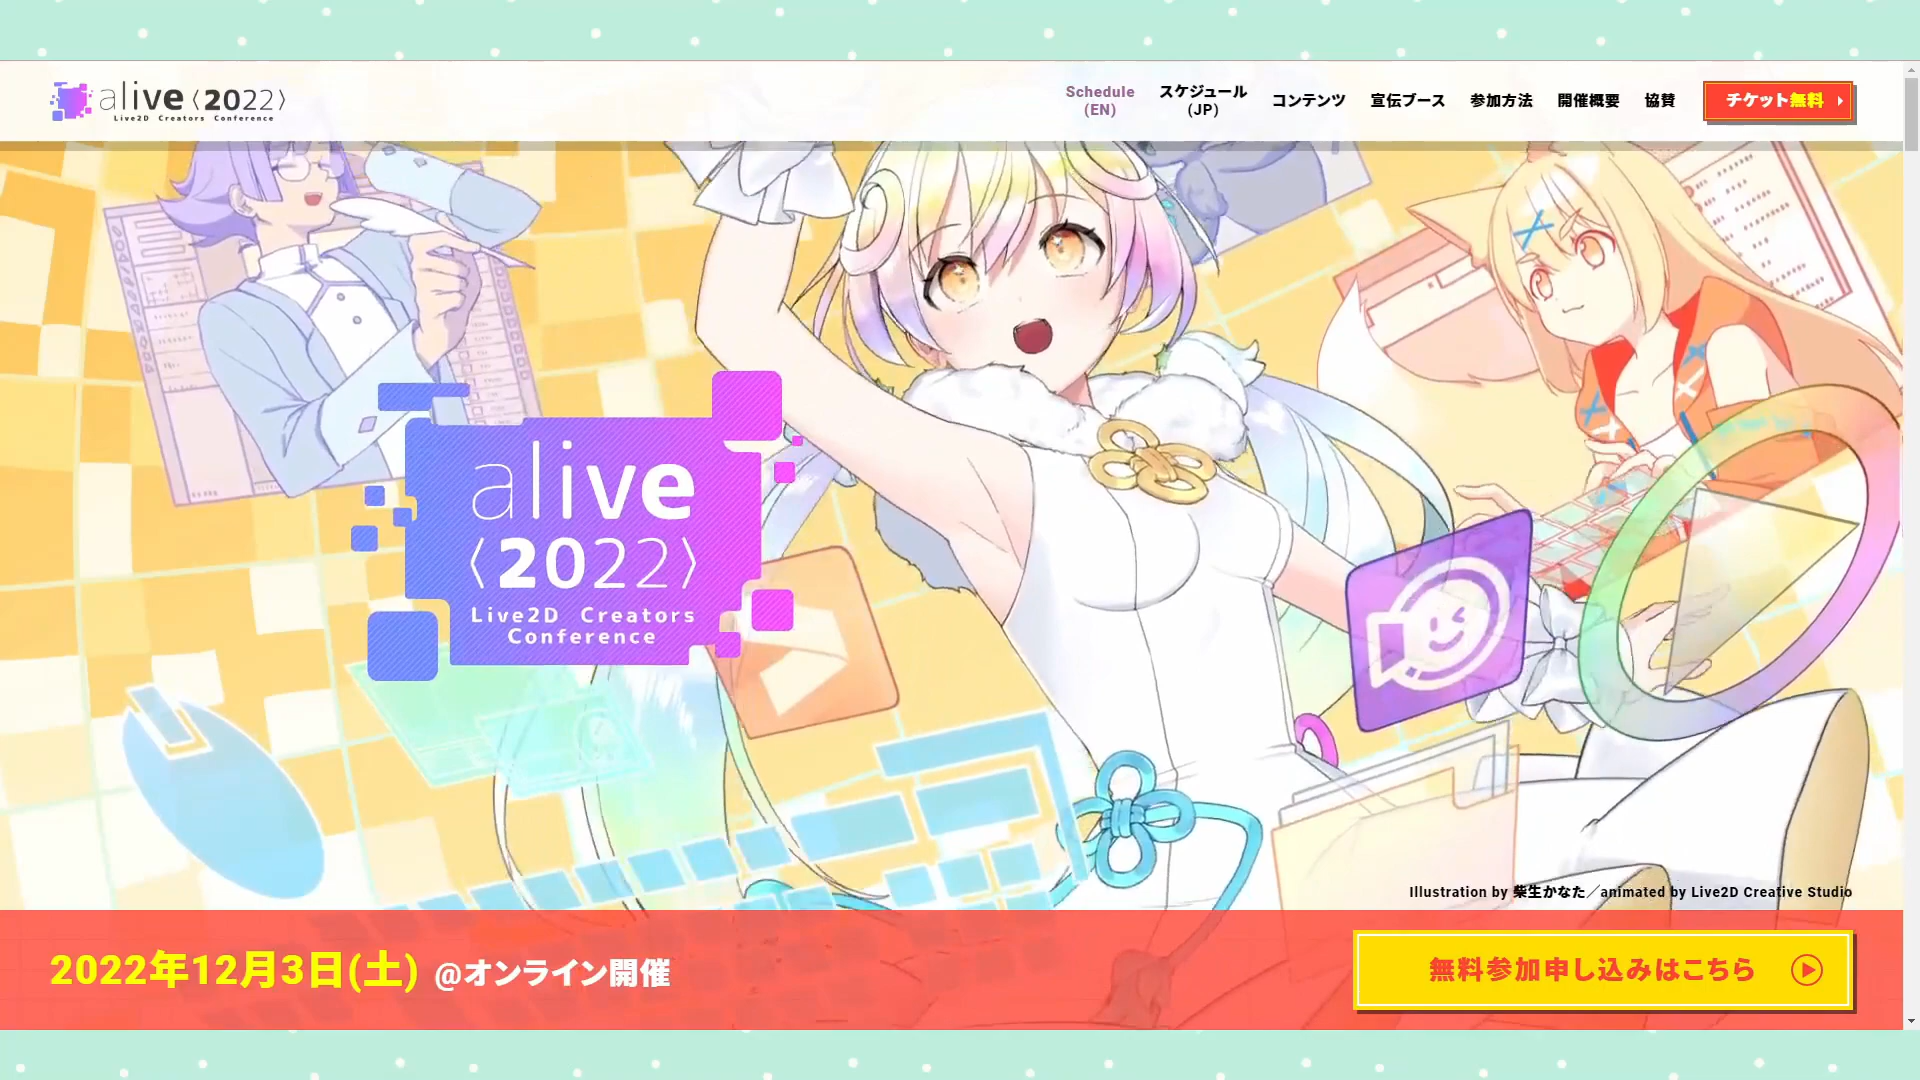 alive〈2022〉
Live2D Creators Conference
Schedule
(EN)
スケジュール
(JP)
コンテンツ
宣伝ブース
参加方法
開催概要
協賛
チケット無料
alive
〈2022〉
Live2D Creators
Conference
Illustration by 柴生かなた／animated by Live2D Creative Studio
2022年12月3日(土) @オンライン開催
無料参加申し込みはこちら